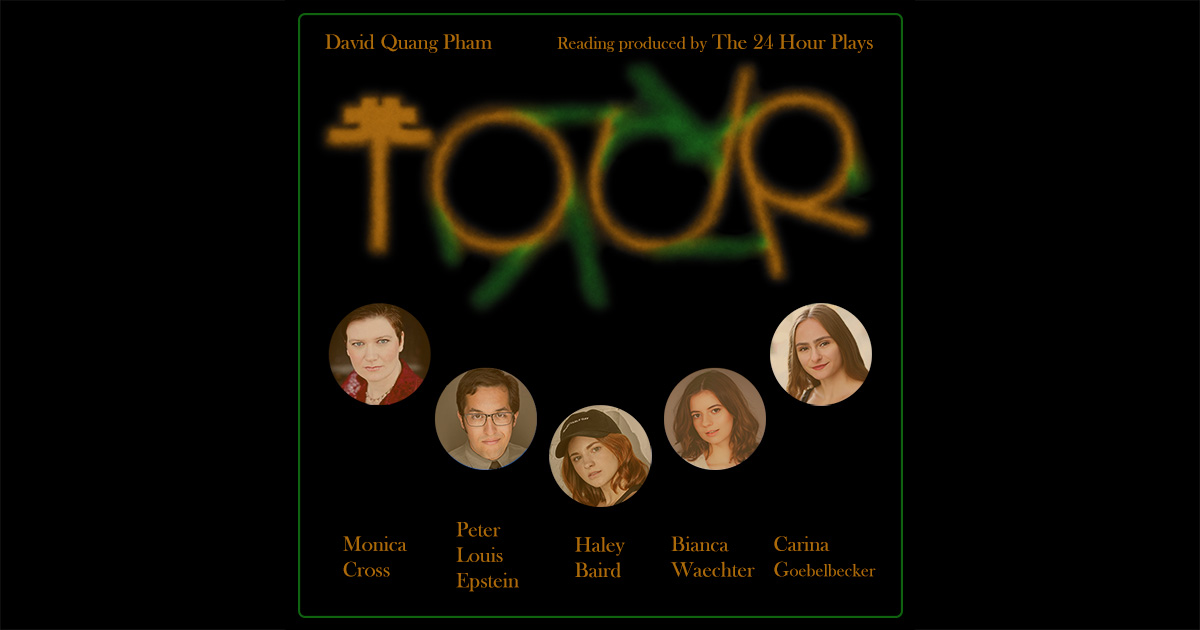 David Quang Pham
Reading produced by The 24 Hour Plays
TOUR
Monica
Cross
Peter
Louis
Epstein
Haley
Baird
Bianca
Waechter
Carina
Goebelbecker